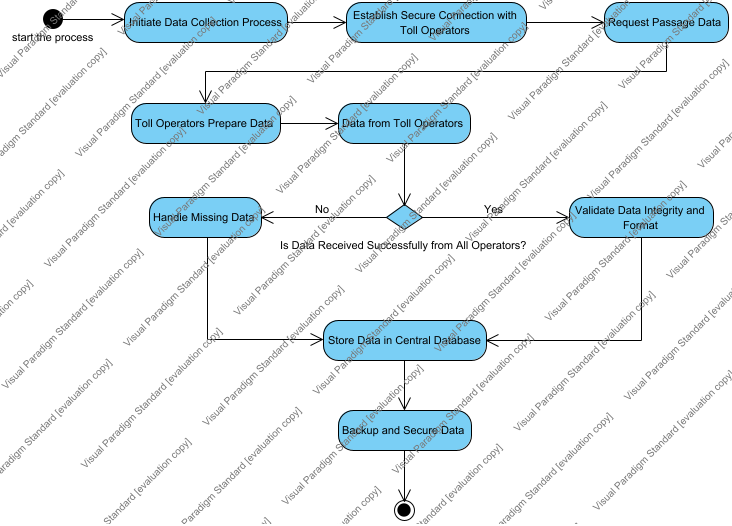 start the process
Initiate Data Collection Process
Establish Secure Connection with
Toll Operators
Request Passage Data
Toll Operators Prepare Data
Data from Toll Operators
No
Yes
Handle Missing Data
Validate Data Integrity and
Format
Is Data Received Successfully from All Operators?
Store Data in Central Database
Backup and Secure Data
Visual Paradigm Standard [evaluation copy]